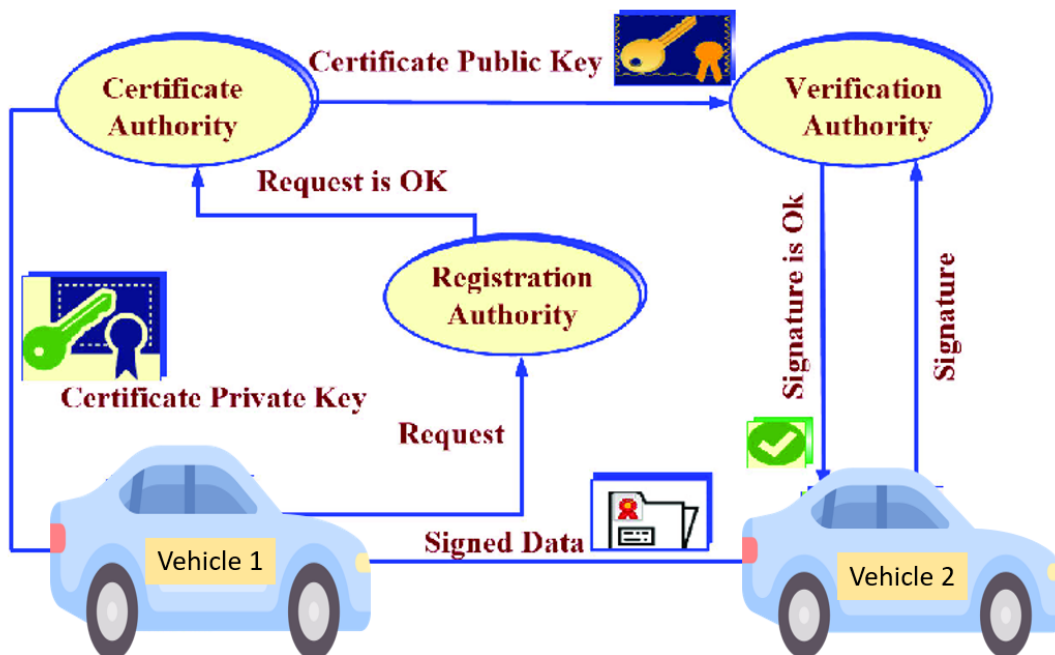 Certificate Public Key
Certificate
Authority
Verification
Authority
Request is OK
Registration
Authority
Signature is Ok
Signature
Certificate Private Key
Request
Signed Data
Vehicle 1
Vehicle 2